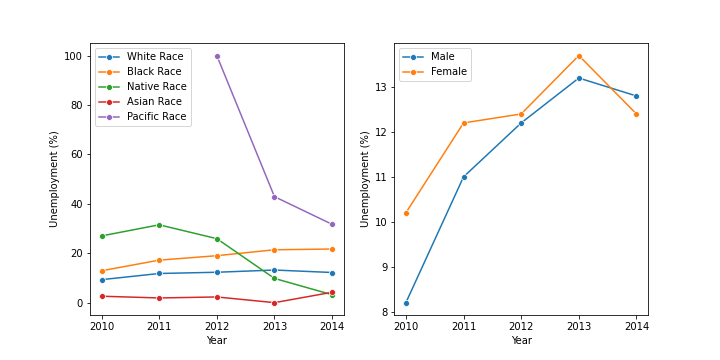 White Race
Black Race
Native Race
Asian Race
Pacific Race
100
80
60
40
20
0
Unemployment (%)
2010 2011 2012 2013 2014
Year
Male
Female
13
12
11
10
9
8
Unemployment (%)
2010 2011 2012 2013 2014
Year